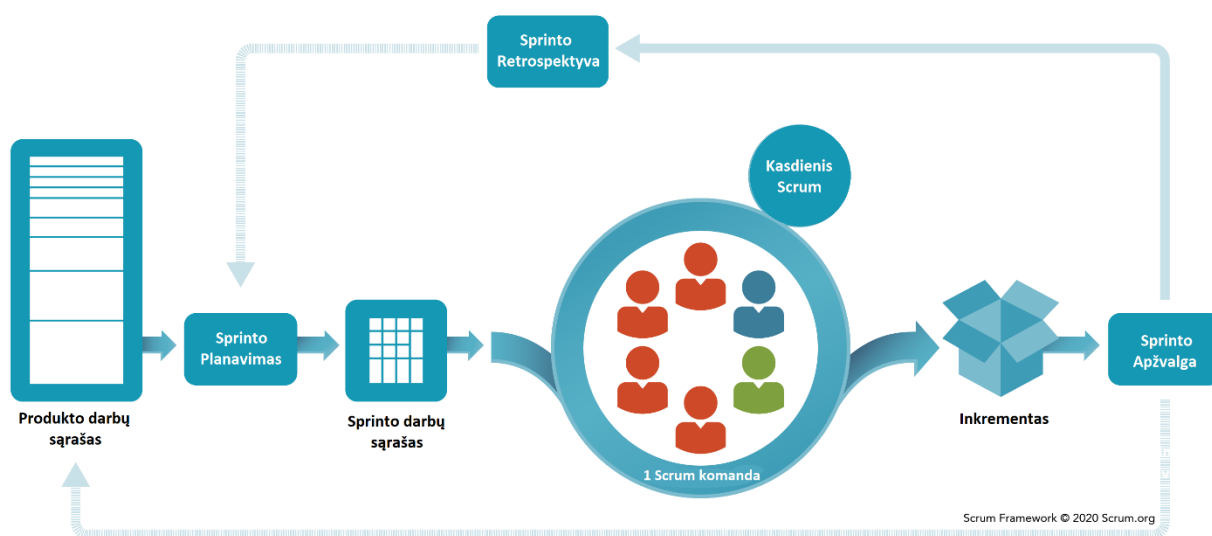 Sprinto
Retrospektyva
Kasdienis
Scrum
Sprinto
Planavimas
Sprinto
Apžvalga
Produkto darbų
sąrašas
Sprinto darbų
sąrašas
Inkrementas
1 Scrum komanda
Scrum Framework © 2020 Scrum.org